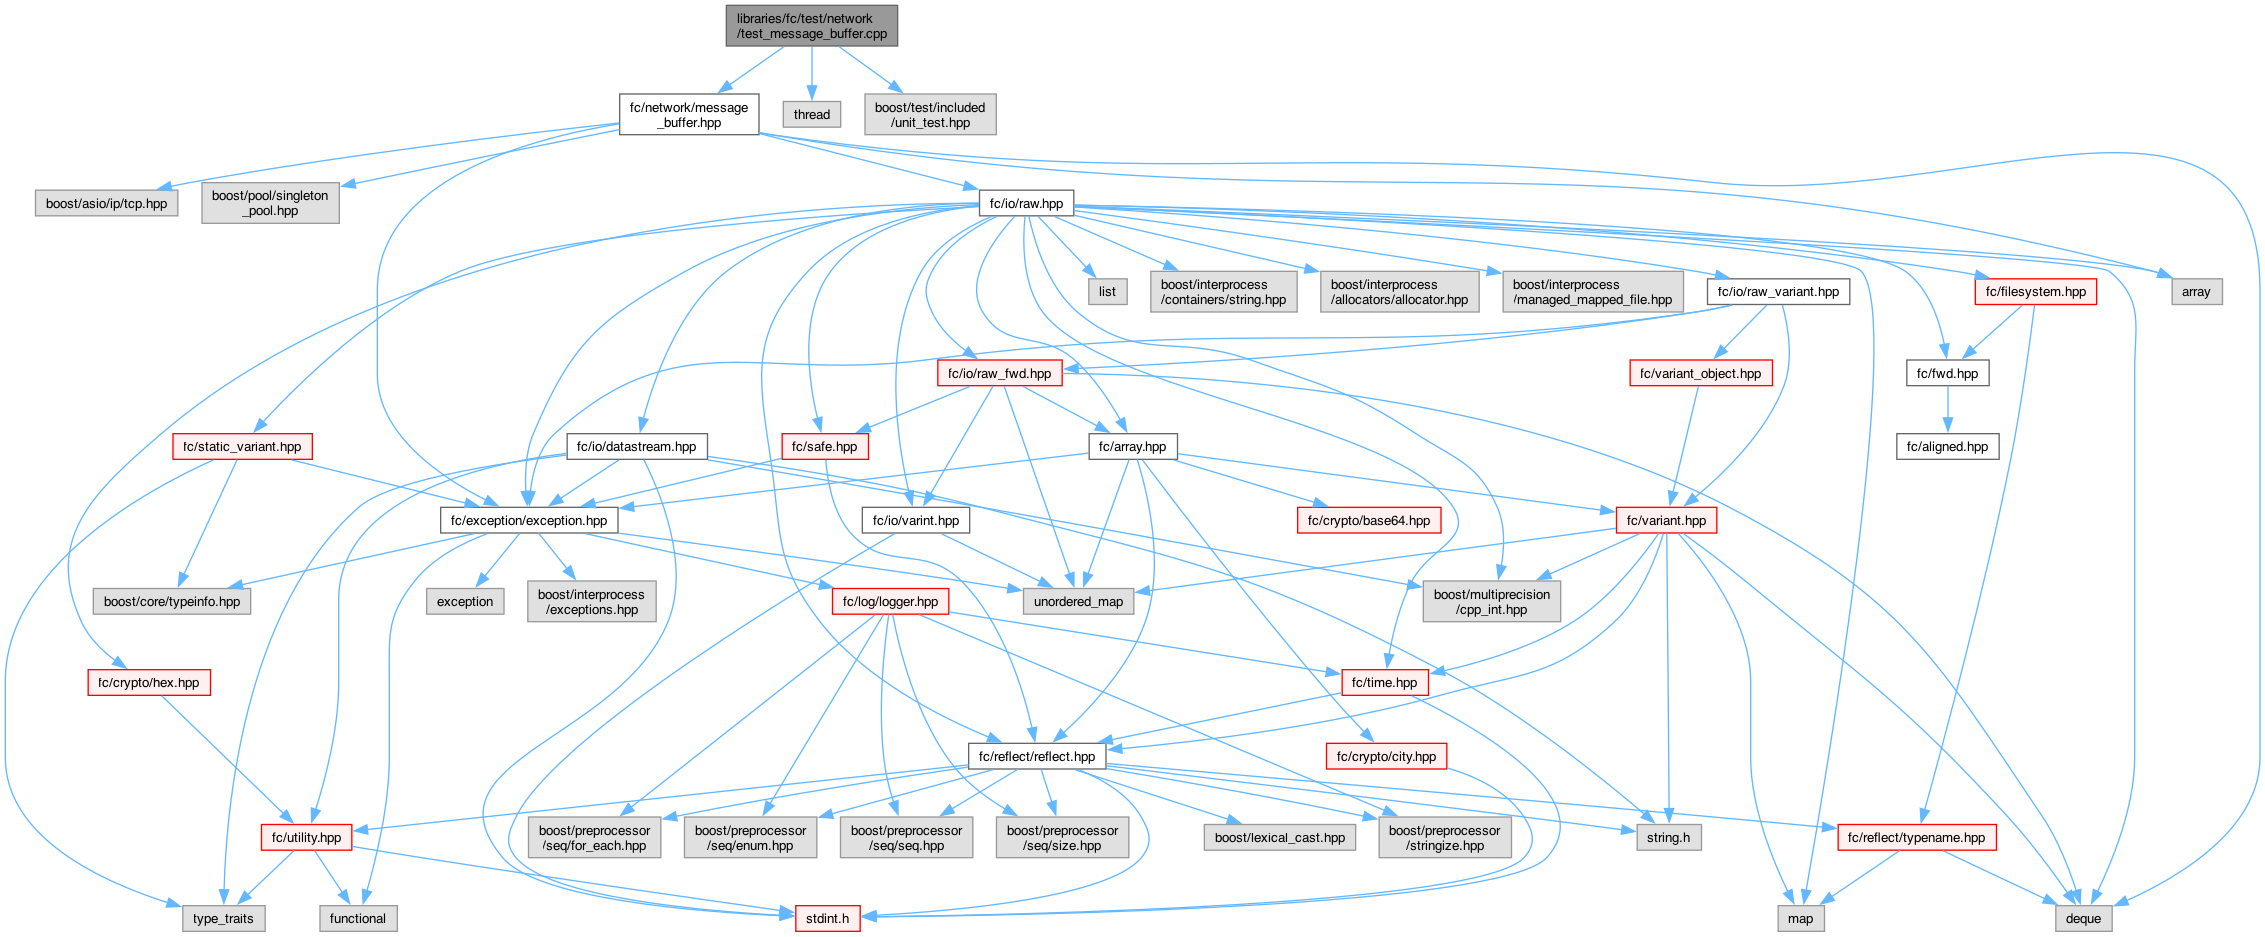 libraries/fc/test/network
/test_message_buffer.cpp
fc/network/message
_buffer.hpp
thread
boost/test/included
/unit_test.hpp
boost/asio/ip/tcp.hpp
boost/pool/singleton
_pool.hpp
fc/io/raw.hpp
list
boost/interprocess
/containers/string.hpp
boost/interprocess
/allocators/allocator.hpp
boost/interprocess
/managed_mapped_file.hpp
fc/io/raw_variant.hpp
fc/filesystem.hpp
array
fc/io/raw_fwd.hpp
fc/variant_object.hpp
fc/fwd.hpp
fc/static_variant.hpp
fc/io/datastream.hpp
fc/safe.hpp
fc/array.hpp
fc/aligned.hpp
fc/exception/exception.hpp
fc/io/varint.hpp
fc/crypto/base64.hpp
fc/variant.hpp
boost/core/typeinfo.hpp
exception
boost/interprocess
/exceptions.hpp
fc/log/logger.hpp
unordered_map
boost/multiprecision
/cpp_int.hpp
fc/crypto/hex.hpp
fc/time.hpp
fc/reflect/reflect.hpp
fc/crypto/city.hpp
fc/utility.hpp
boost/preprocessor
/seq/for_each.hpp
boost/preprocessor
/seq/enum.hpp
boost/preprocessor
/seq/seq.hpp
boost/preprocessor
/seq/size.hpp
boost/lexical_cast.hpp
boost/preprocessor
/stringize.hpp
string.h
fc/reflect/typename.hpp
type_traits
functional
stdint.h
map
deque